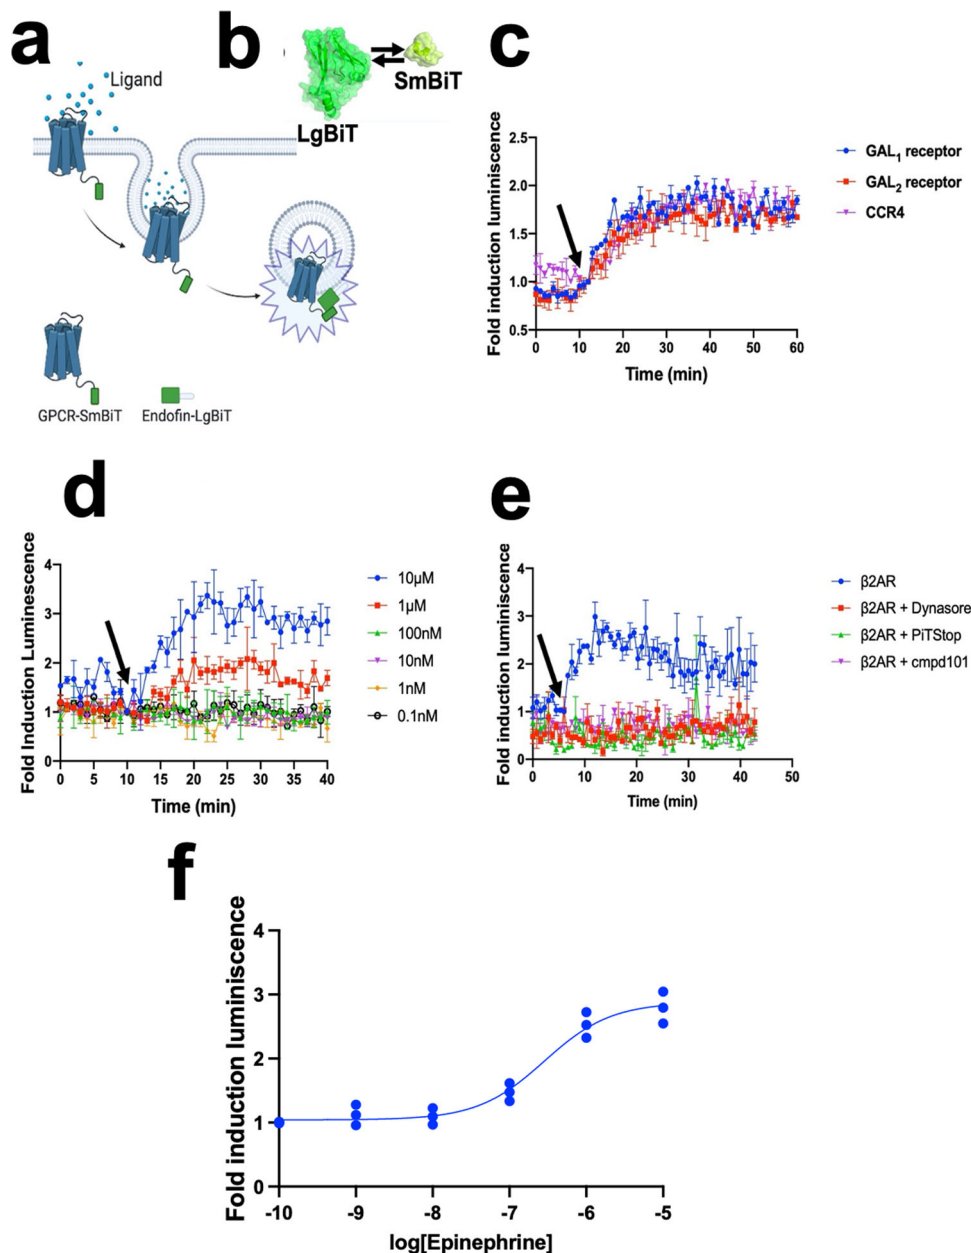 a
Ligand
GPCR-SmBiT
Endofin-LgBiT
b
LgBiT
SmBiT
c
Fold induction luminiscence
2.5
2.0
1.5
1.0
0.5
0 10 20 30 40 50 60
Time (min)
GAL1 receptor
GAL2 receptor
CCR4
d
Fold Induction Luminescence
4
3
2
1
0
0 5 10 15 20 25 30 35 40
Time (min)
10µM
1µM
100nM
10nM
1nM
0.1nM
e
Fold induction luminiscence
4
3
2
1
0
0 10 20 30 40 50
Time (min)
β2AR
β2AR + Dynasore
β2AR + PiTStop
β2AR + cmpd101
f
Fold induction luminiscence
4
3
2
1
0
-10 -9 -8 -7 -6 -5
log[Epinephrine]